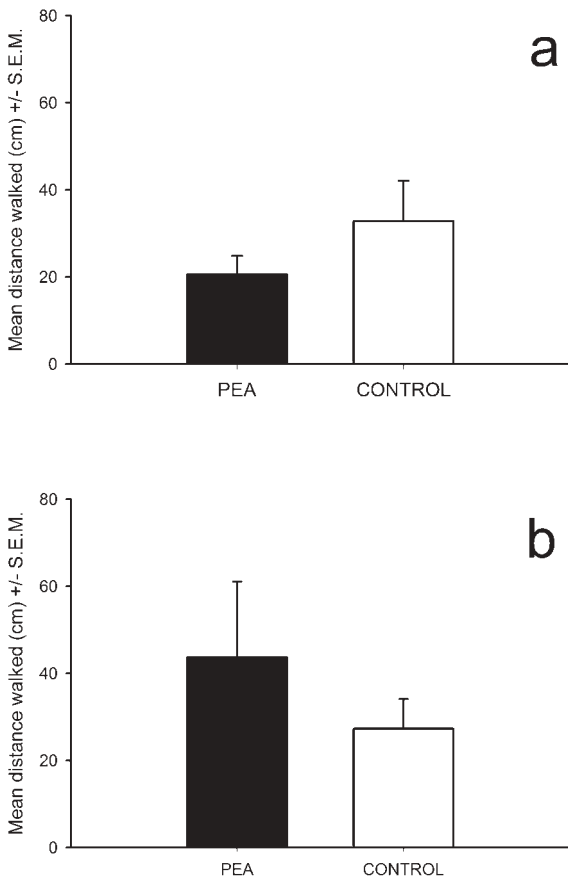 80
a
60
40
20
0
Mean distance walked (cm) +/- S.E.M.
PEA CONTROL
80
b
60
40
20
0
Mean distance walked (cm) +/- S.E.M.
PEA CONTROL